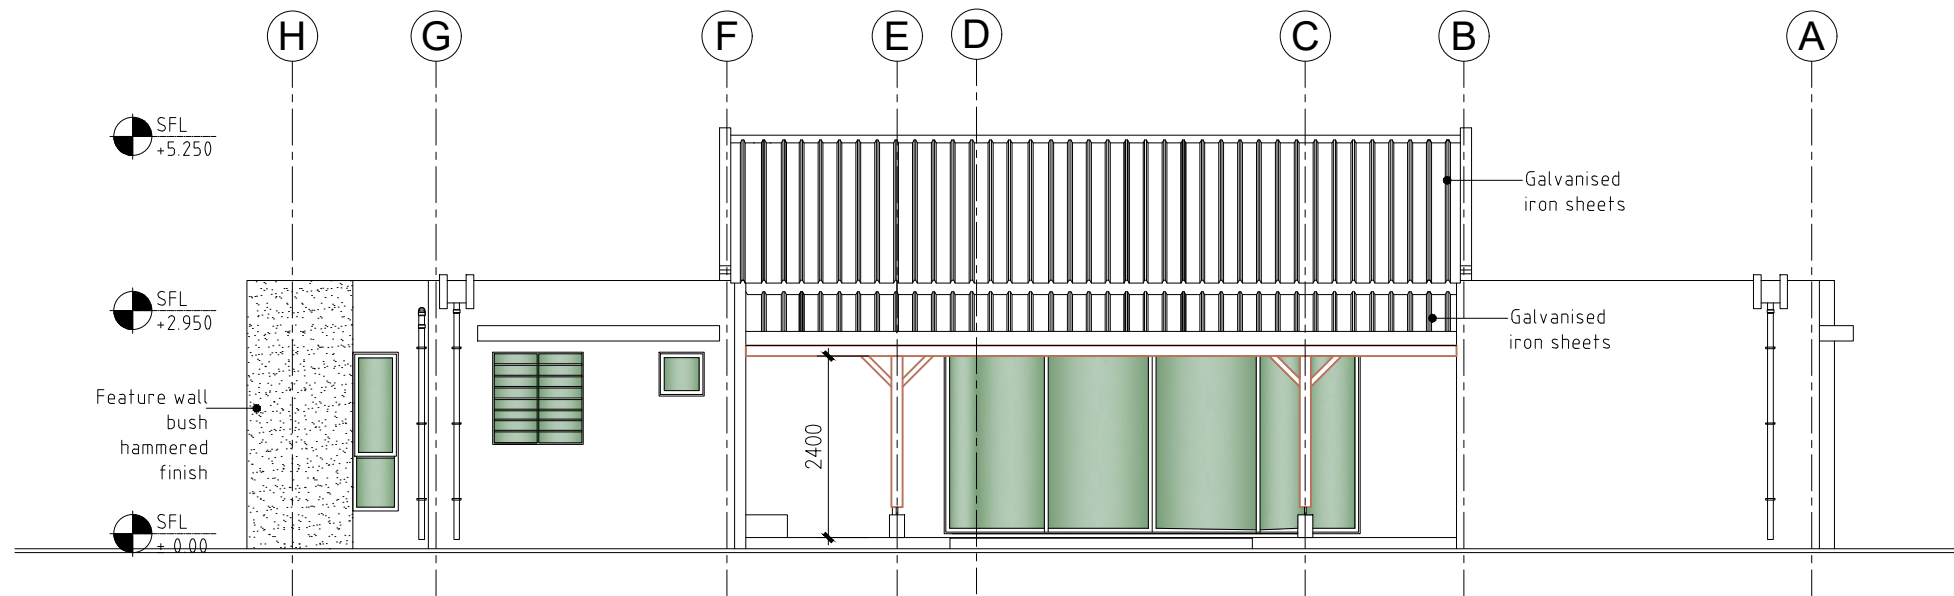 H G F E D C B A
SFL
+5.250
Galvanised
iron sheets
SFL
+2.950
Galvanised
iron sheets
Feature wall
bush
hammered
finish
2400
SFL
± 0.00